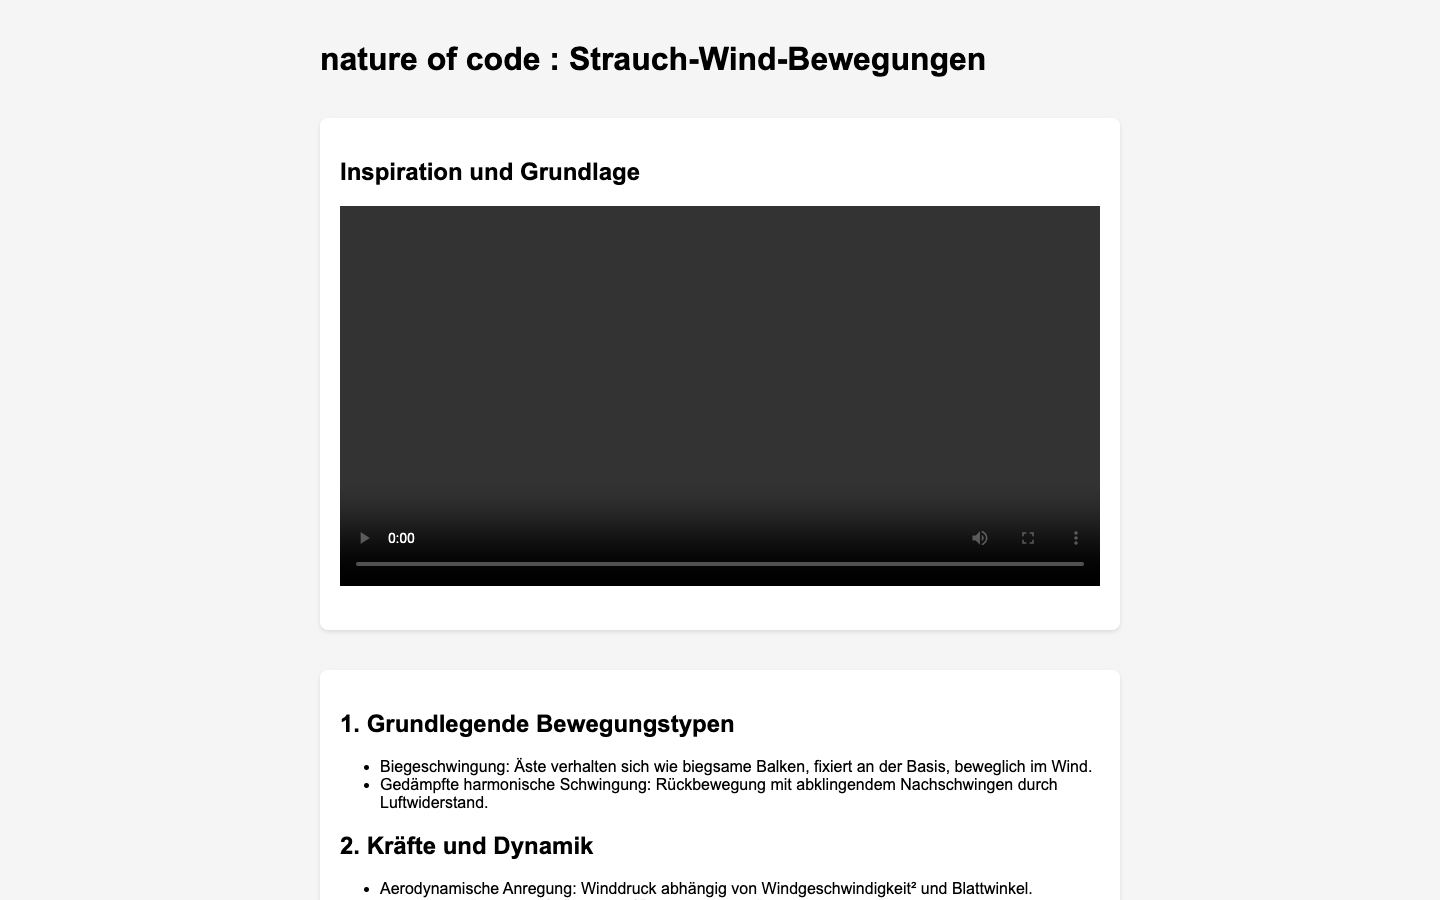 nature of code : Strauch-Wind-Bewegungen
Inspiration und Grundlage
0:00
1. Grundlegende Bewegungstypen
• Biegeschwingung: Äste verhalten sich wie biegsame Balken, fixiert an der Basis, beweglich im Wind.
• Gedämpfte harmonische Schwingung: Rückbewegung mit abklingendem Nachschwingen durch
Luftwiderstand.
2. Kräfte und Dynamik
• Aerodynamische Anregung: Winddruck abhängig von Windgeschwindigkeit² und Blattwinkel.